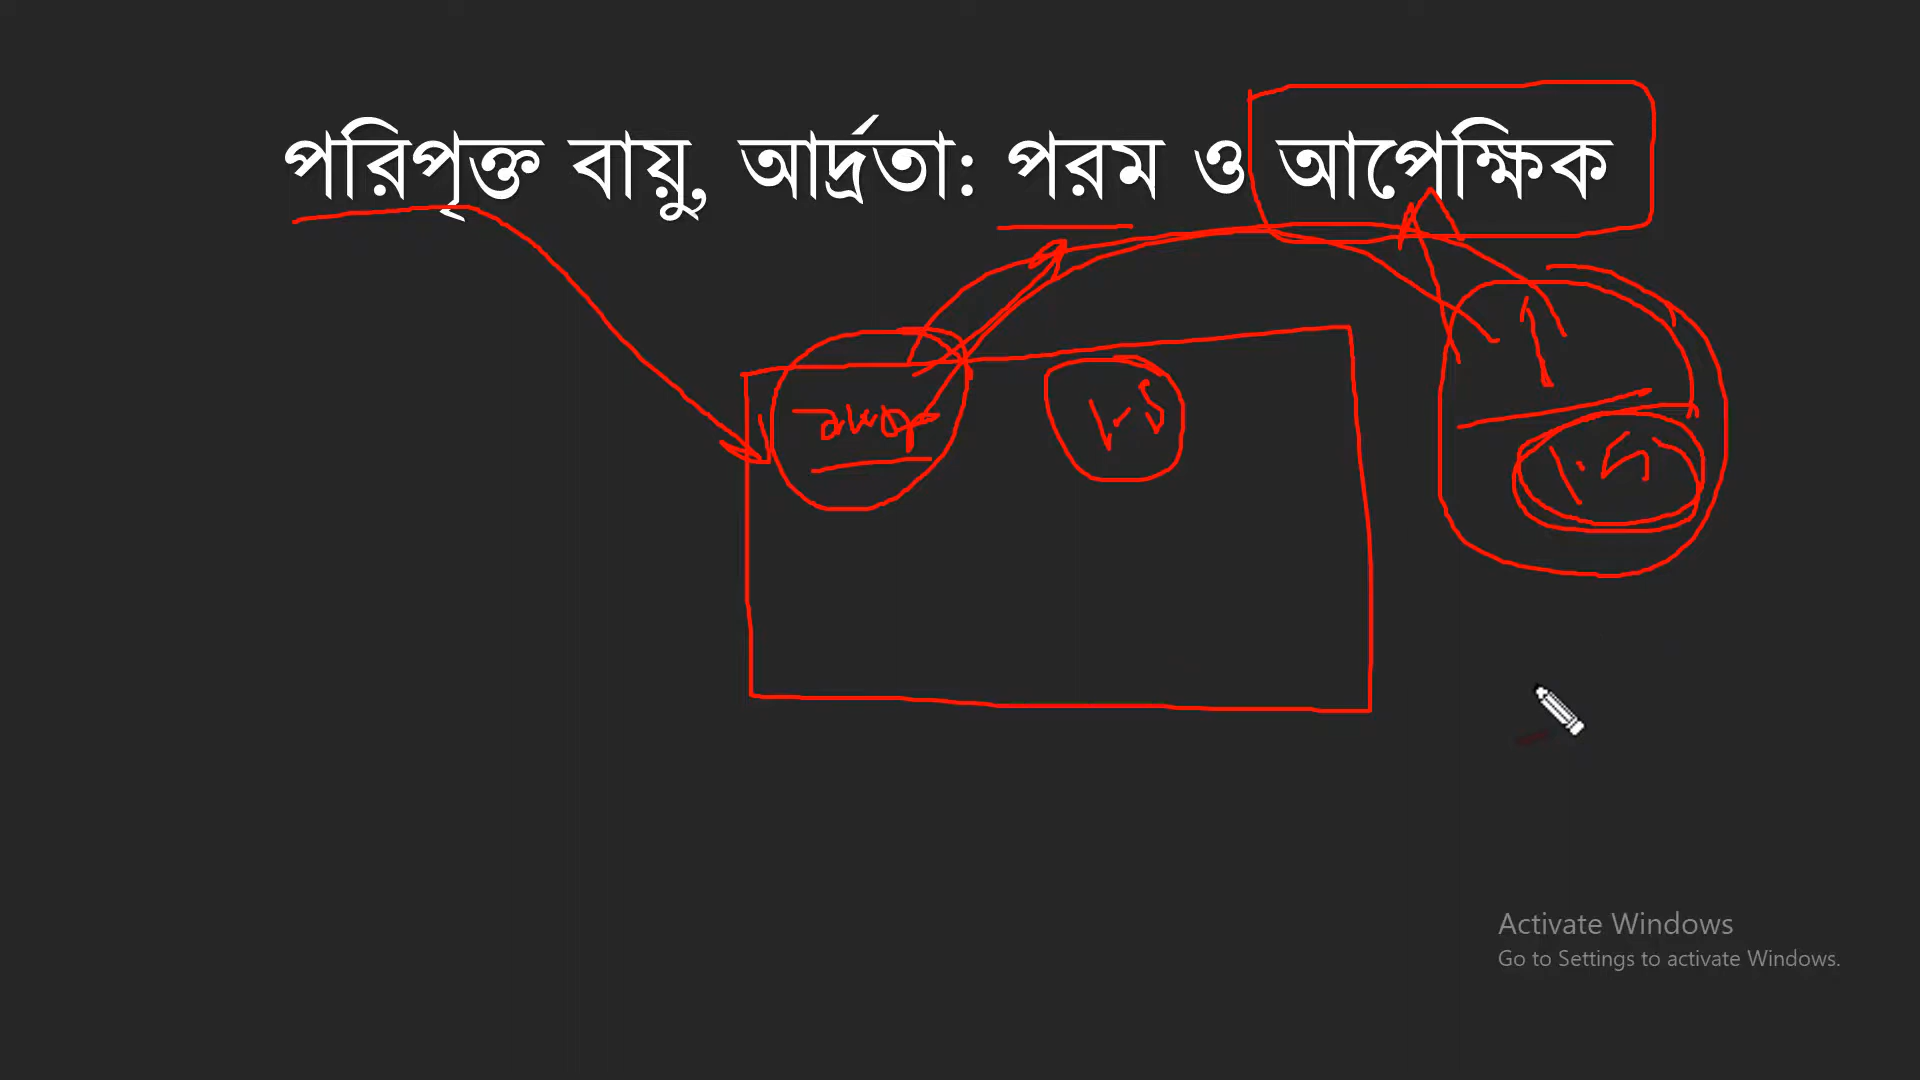 পরিপৃক্ত বায়ু, আর্দ্রতা: পরম ও আপেক্ষিক
Activate Windows
Go to Settings to activate Windows.